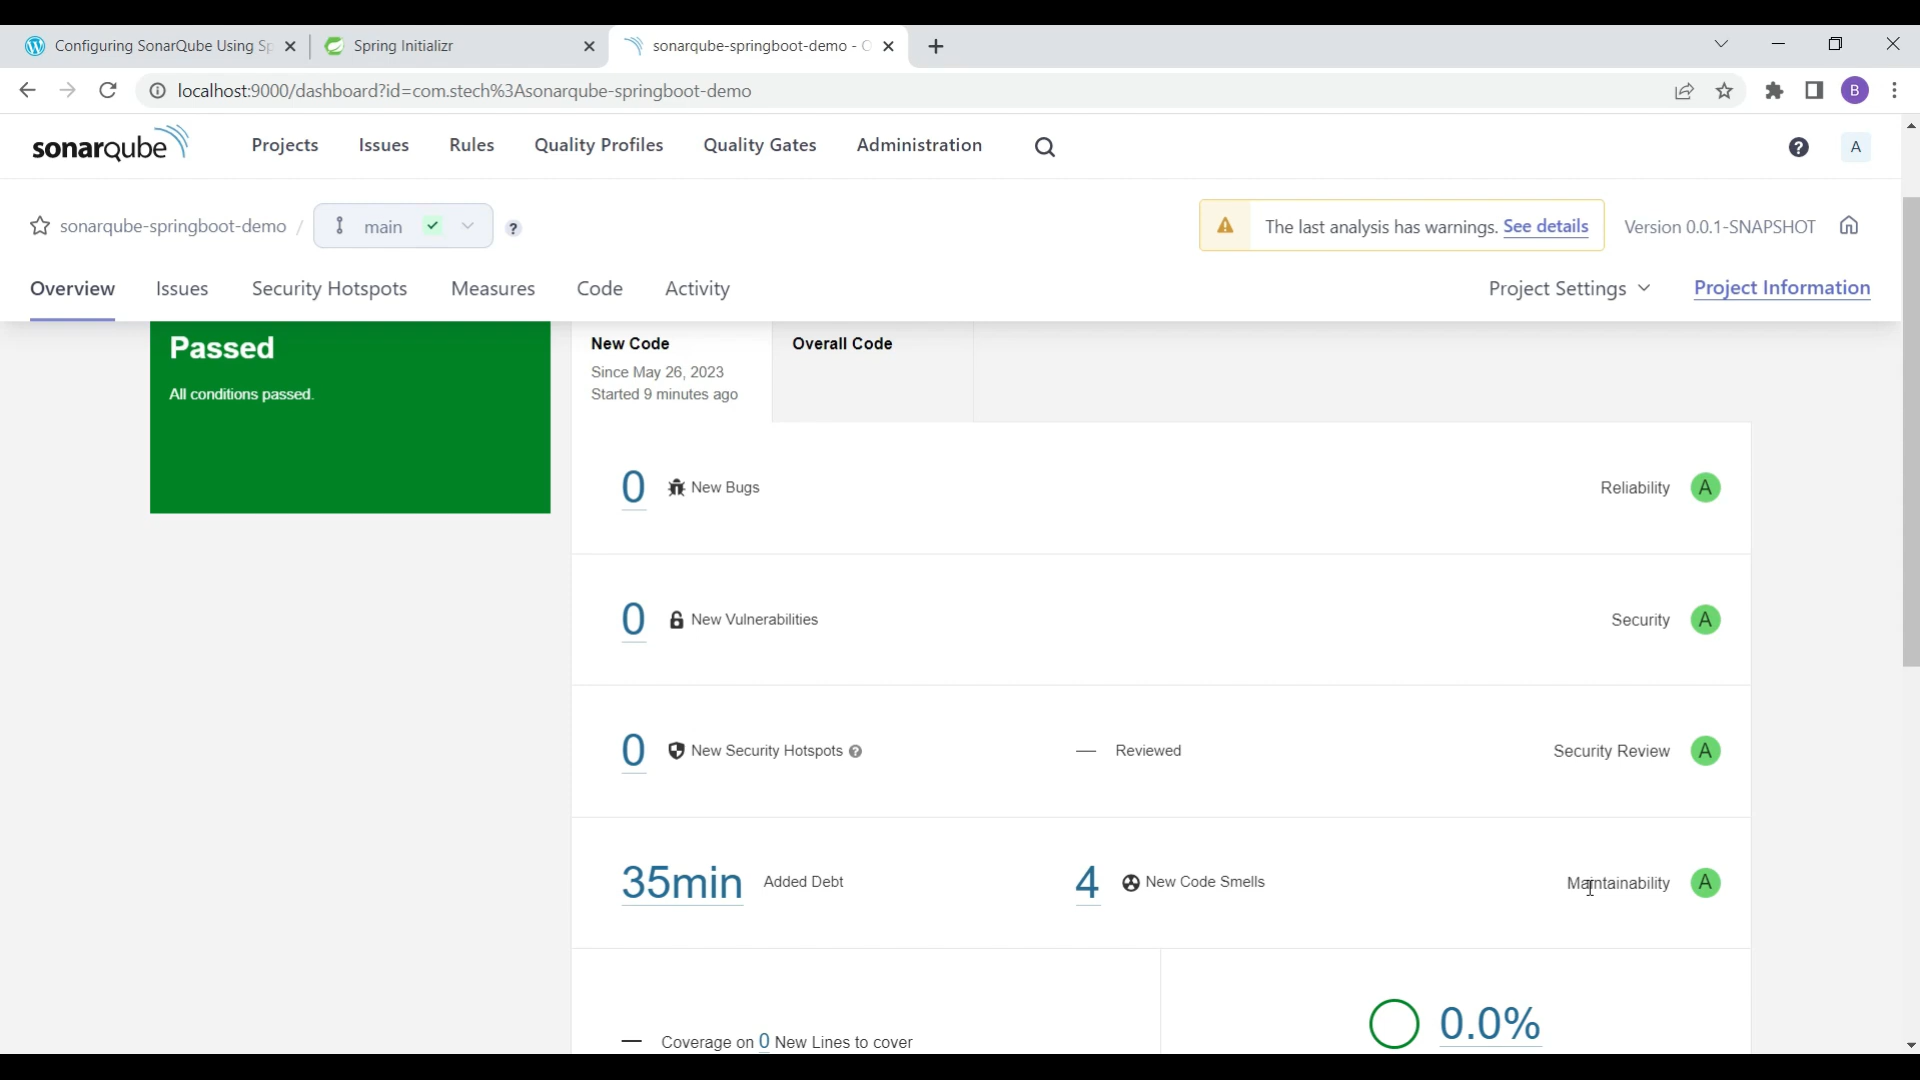 Configuring SonarQube Using Sp
Spring Initializr
sonarqube-springboot-demo -
localhost:9000/dashboard?id=com.stech%3Asonarqube-springboot-demo
B
sonarqube
Projects
Issues
Rules
Quality Profiles
Quality Gates
Administration
?
A
sonarqube-springboot-demo / main
?
The last analysis has warnings. See details
Version 0.0.1-SNAPSHOT
Overview
Issues
Security Hotspots
Measures
Code
Activity
Project Settings
Project Information
Passed
All conditions passed.
New Code
Since May 26, 2023
Started 9 minutes ago
Overall Code
0 New Bugs
Reliability A
0 New Vulnerabilities
Security A
0 New Security Hotspots ?
— Reviewed
Security Review A
35min Added Debt
4 New Code Smells
Maintainability A
— Coverage on 0 New Lines to cover
0.0%